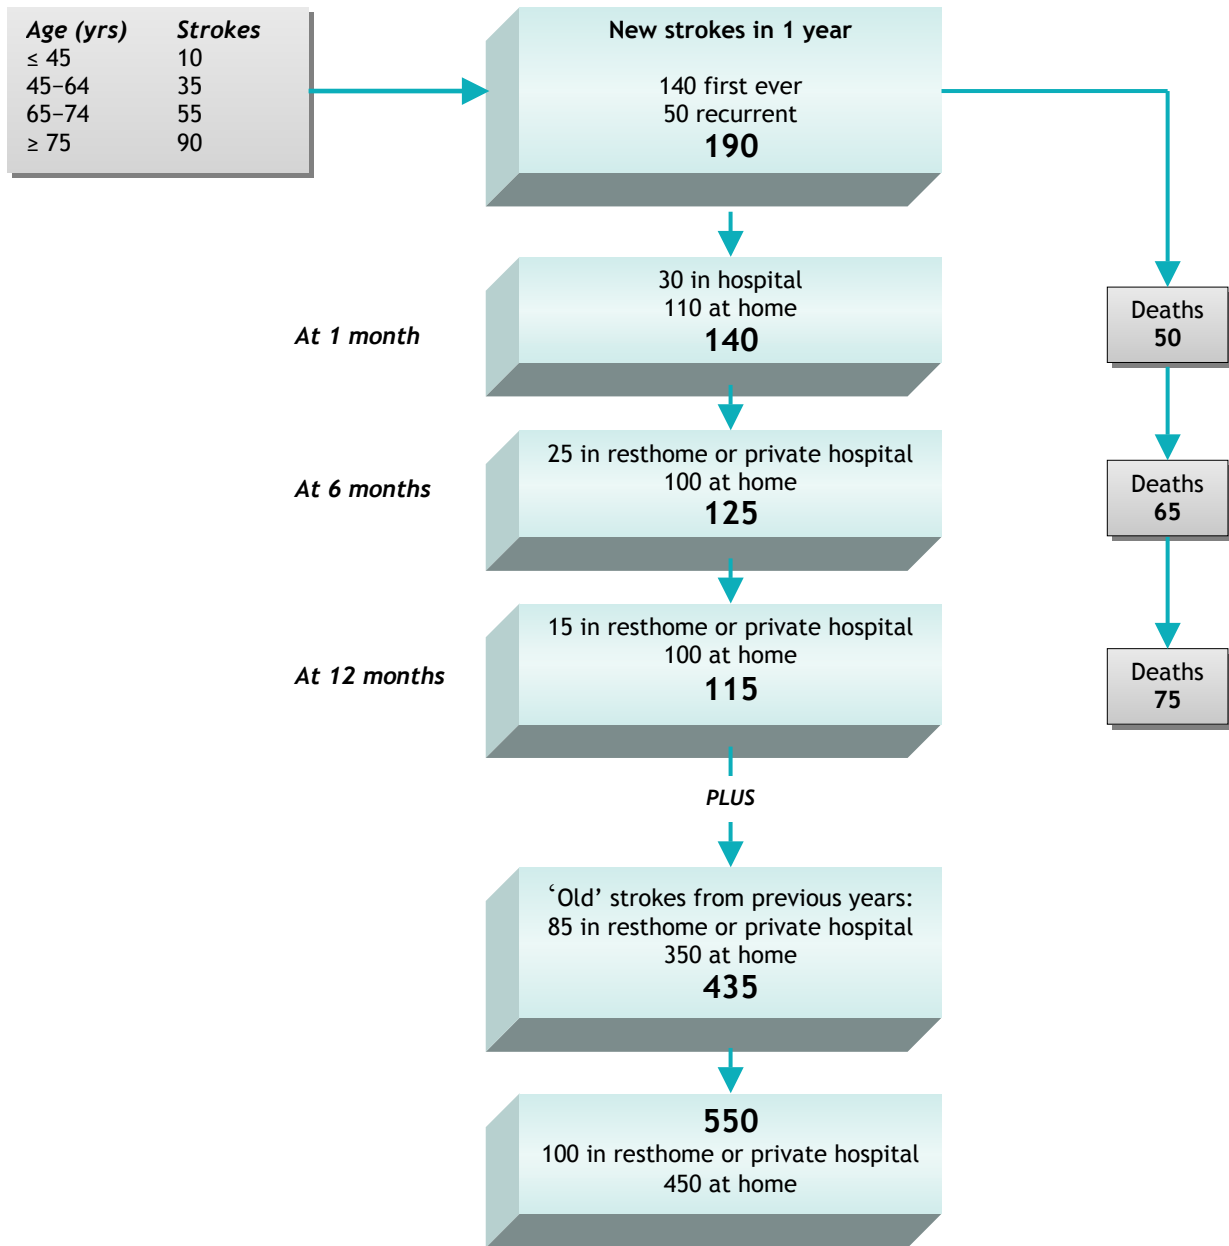 Age (yrs) Strokes
≤ 45 10
45–64 35
65–74 55
≥ 75 90
New strokes in 1 year
140 first ever
50 recurrent
190
At 1 month
30 in hospital
110 at home
140
Deaths
50
At 6 months
25 in resthome or private hospital
100 at home
125
Deaths
65
At 12 months
15 in resthome or private hospital
100 at home
115
Deaths
75
PLUS
‘Old’ strokes from previous years:
85 in resthome or private hospital
350 at home
435
550
100 in resthome or private hospital
450 at home